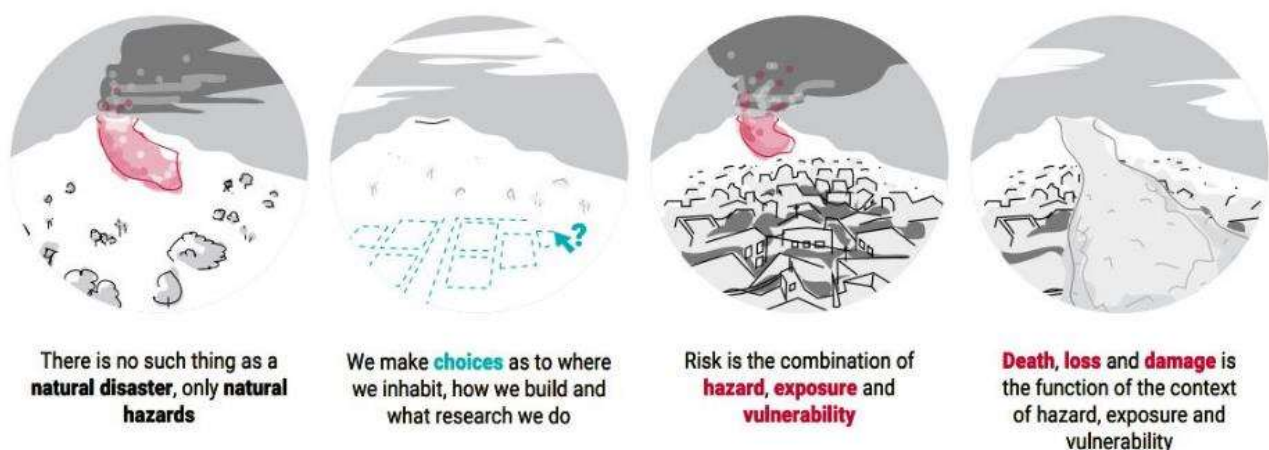 ?
There is no such thing as a
natural disaster, only natural
hazards
We make choices as to where
we inhabit, how we build and
what research we do
Risk is the combination of
hazard, exposure and
vulnerability
Death, loss and damage is
the function of the context
of hazard, exposure and
vulnerability